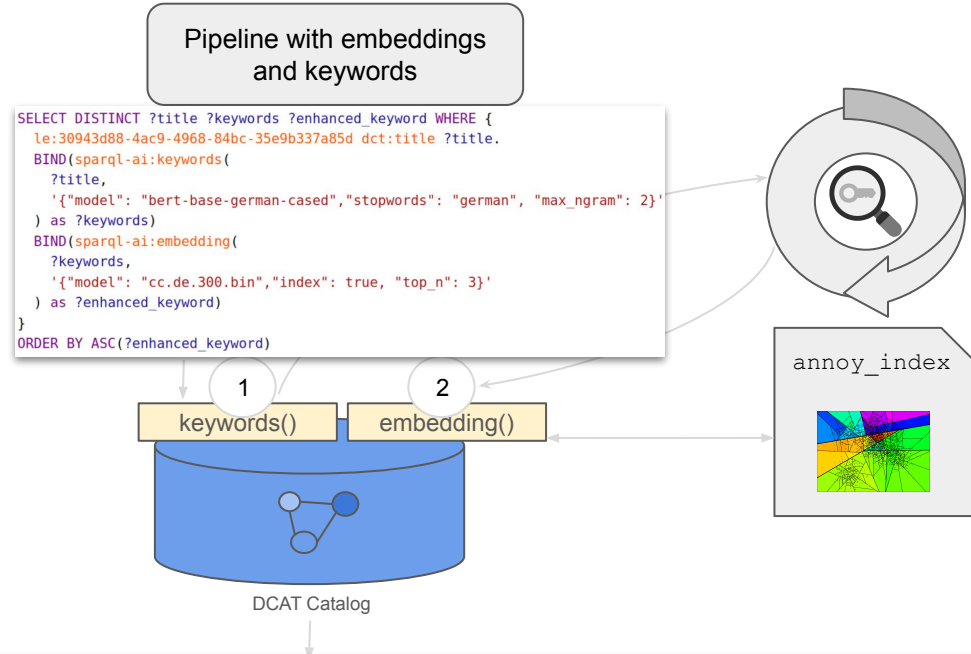 Pipeline with embeddings
and keywords
SELECT DISTINCT ?title ?keywords ?enhanced_keyword WHERE {
  le:30943d88-4ac9-4968-84bc-35e9b337a85d dct:title ?title.
  BIND(sparql-ai:keywords(
    ?title,
    '{"model": "bert-base-german-cased","stopwords": "german", "max_ngram": 2}'
  ) as ?keywords)
  BIND(sparql-ai:embedding(
    ?keywords,
    '{"model": "cc.de.300.bin","index": true, "top_n": 3}'
  ) as ?enhanced_keyword)
}
ORDER BY ASC(?enhanced_keyword)
annoy_index
1
2
keywords()
embedding()
DCAT Catalog